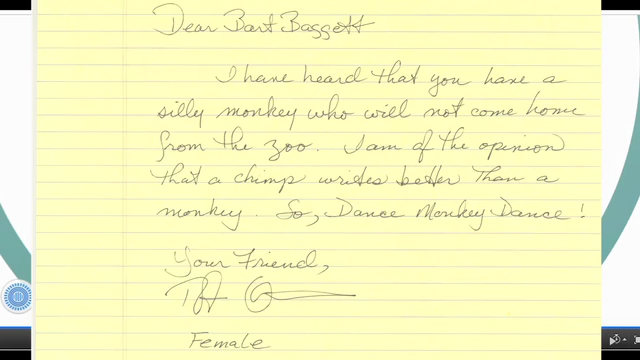 Dear Bart Baggett
I have heard that you have a
silly monkey who will not come home
from the zoo. I am of the opinion
that a chimp writes better than a
monkey. So, Dance Monkey Dance!
Your Friend,
Female